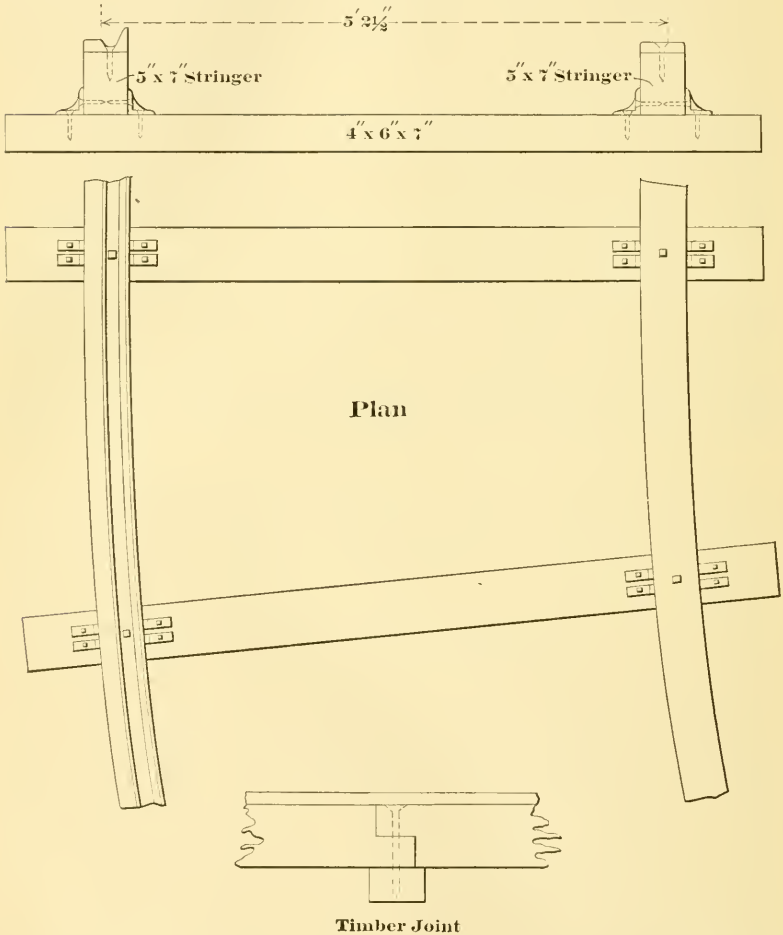 5' 2½"
5" x 7" Stringer
5" x 7" Stringer
4" x 6" x 7"
Plan
Timber Joint